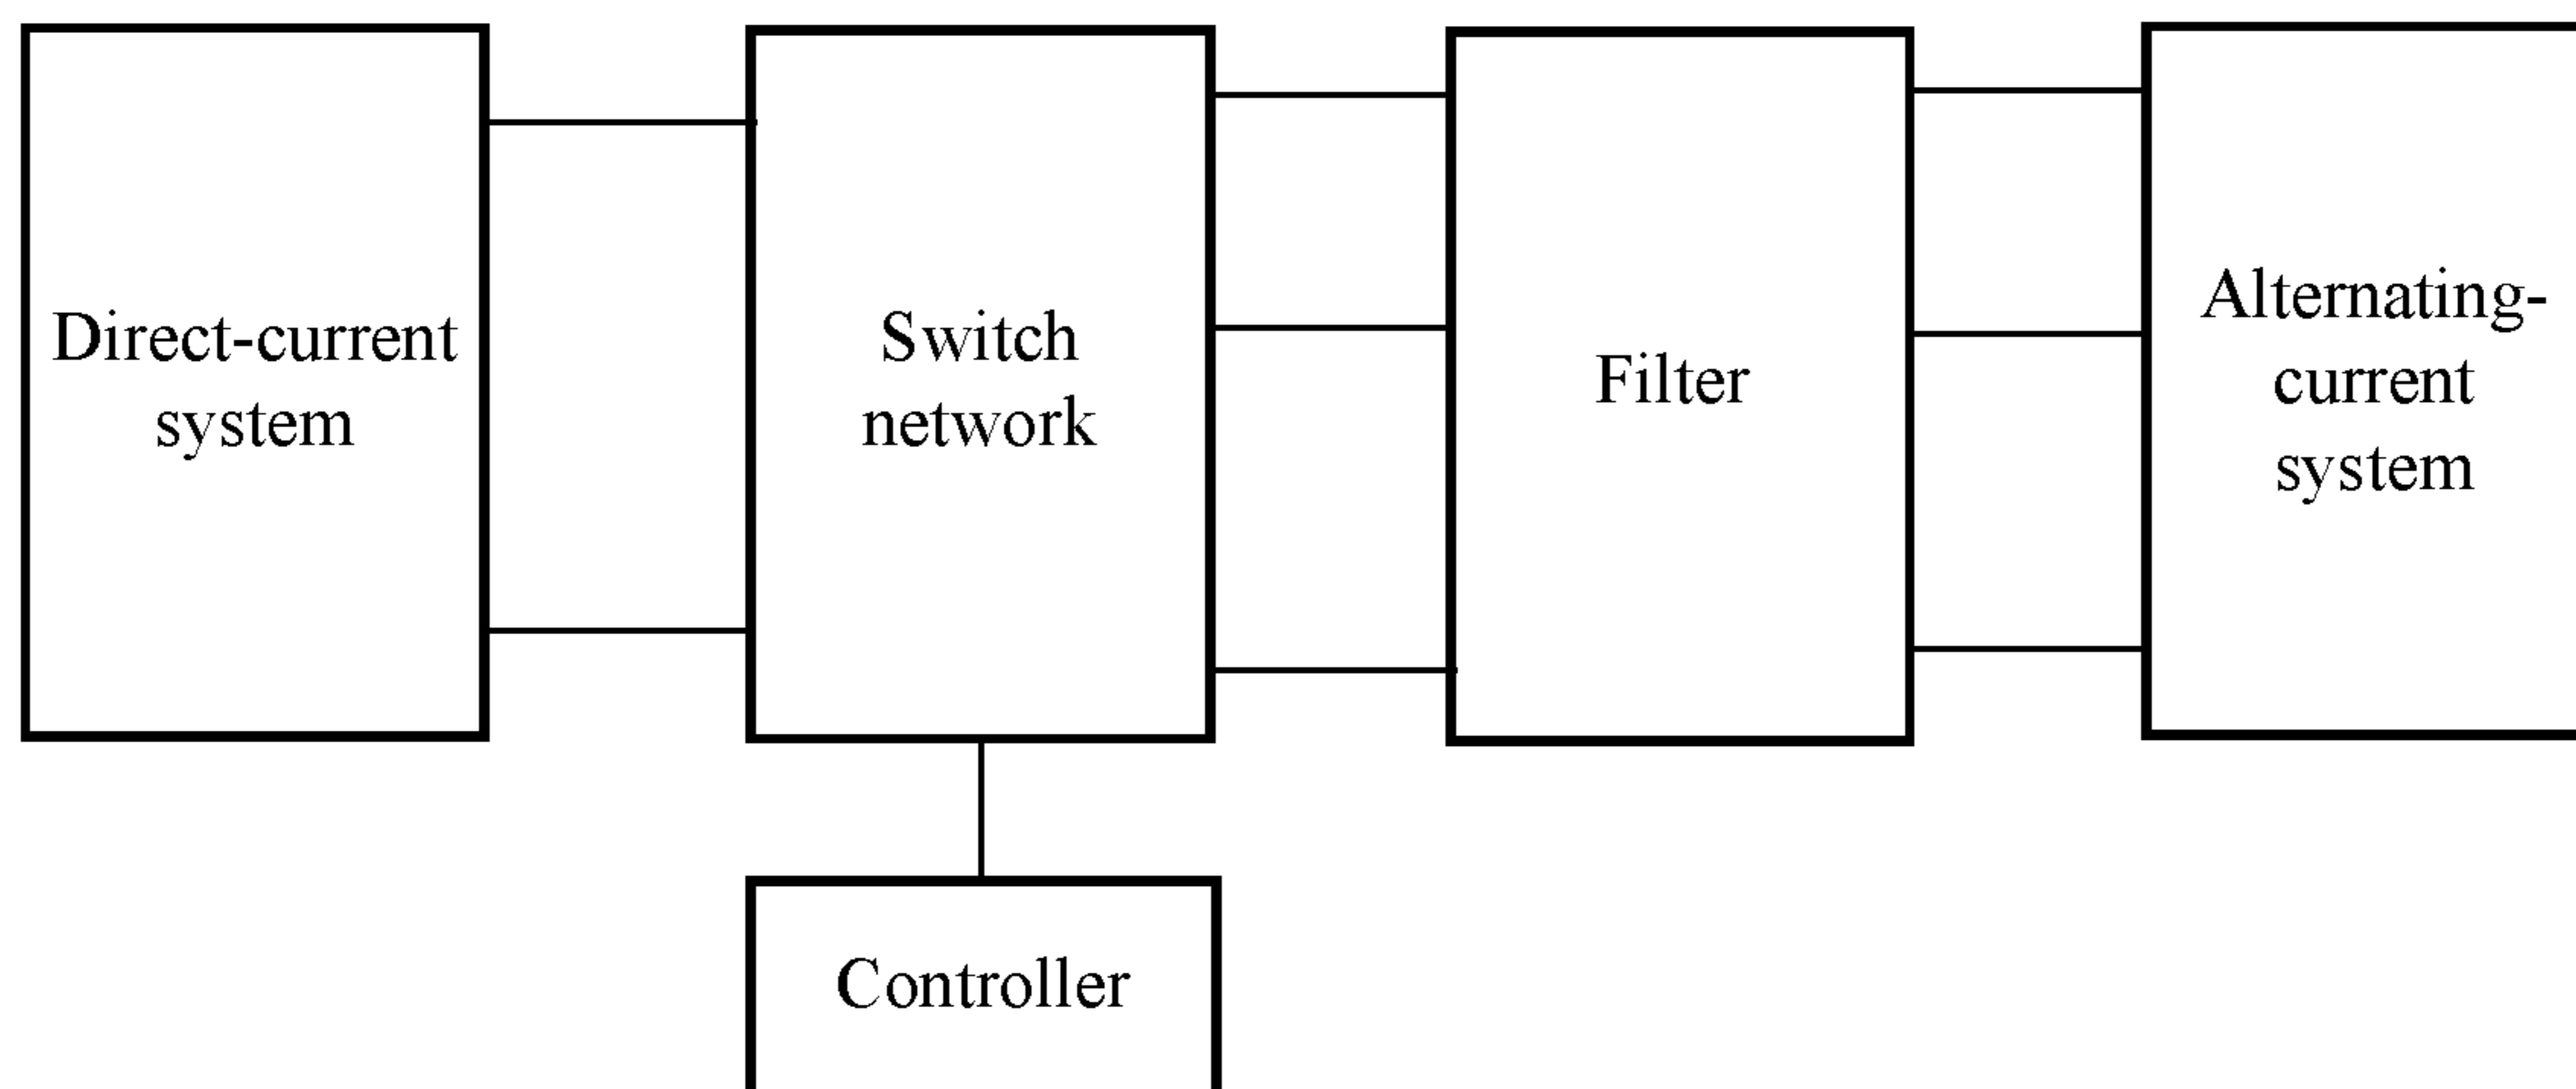 Direct-current
system
Switch
network
Filter
Alternating-
current
system
Controller